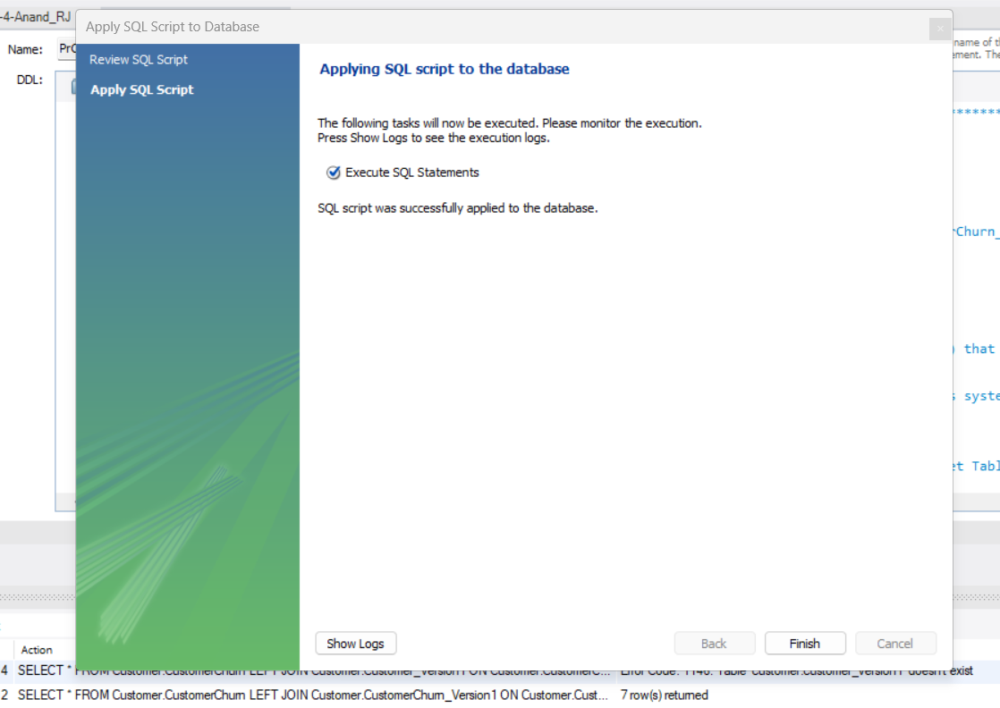 -4-Anand_RJ
Apply SQL Script to Database
Name:
PrC
name of th
ement. The
DDL:
Review SQL Script
Apply SQL Script
Applying SQL script to the database
The following tasks will now be executed. Please monitor the execution.
Press Show Logs to see the execution logs.
Execute SQL Statements
SQL script was successfully applied to the database.
*******
rChurn_
) that
s syste
et Tabl
Show Logs
Back
Finish
Cancel
Action
4 SELECT * FROM Customer.CustomerChurn LEFT JOIN Customer.Customer_Version1 ON Customer.CustomerC... Error Code: 1146. Table 'customer.customer_version1' doesn't exist
2 SELECT * FROM Customer.CustomerChurn LEFT JOIN Customer.CustomerChurn_Version1 ON Customer.Cust... 7 row(s) returned